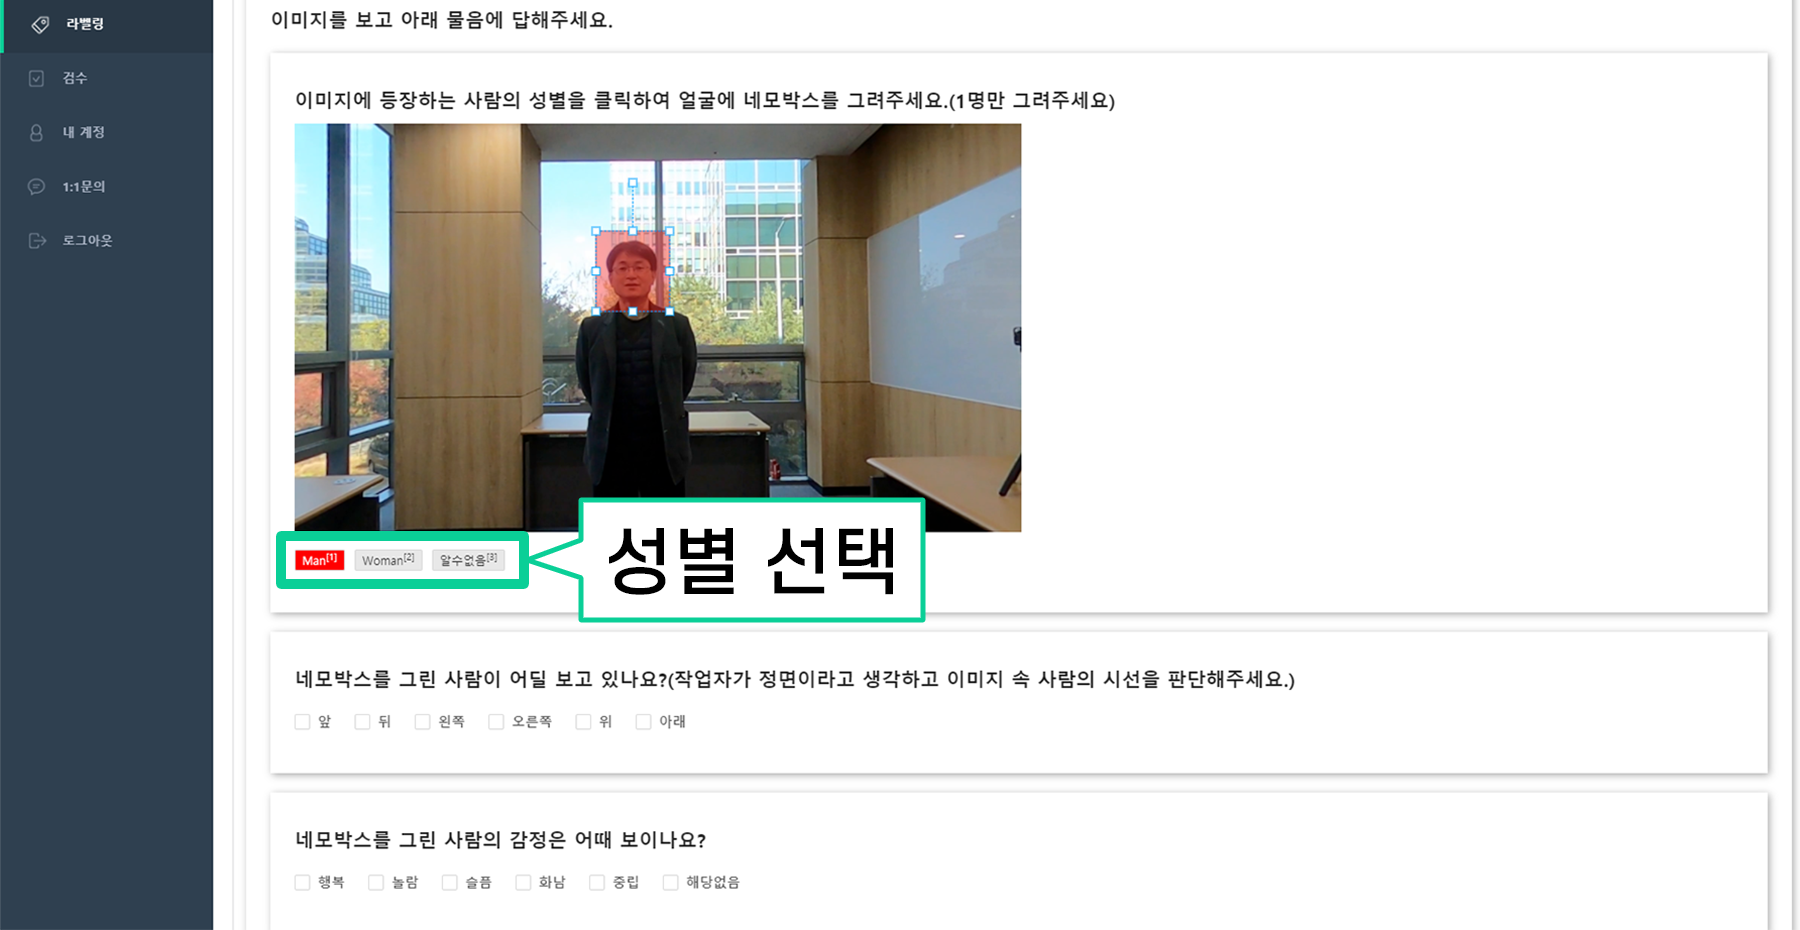 라벨링
검수
내 계정
1:1문의
로그아웃
이미지를 보고 아래 물음에 답해주세요.
이미지에 등장하는 사람의 성별을 클릭하여 얼굴에 네모박스를 그려주세요.(1명만 그려주세요)
Man[1] Woman[2] 알수없음[3]
성별 선택
네모박스를 그린 사람이 어딜 보고 있나요?(작업자가 정면이라고 생각하고 이미지 속 사람의 시선을 판단해주세요.)
앞 뒤 왼쪽 오른쪽 위 아래
네모박스를 그린 사람의 감정은 어때 보이나요?
행복 놀람 슬픔 화남 중립 해당없음